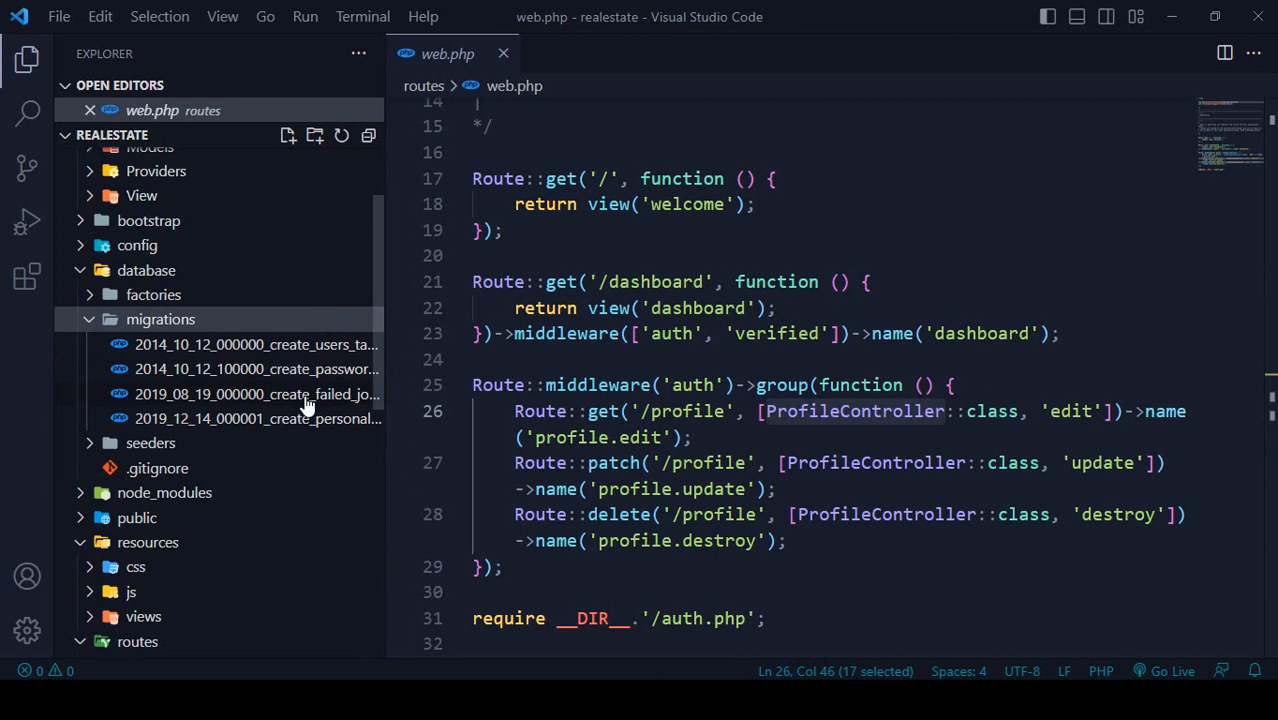 File Edit Selection View Go Run Terminal Help web.php - realestate - Visual Studio Code
EXPLORER
OPEN EDITORS
web.php routes
REALESTATE
Models
Providers
View
bootstrap
config
database
factories
migrations
2014_10_12_000000_create_users_ta...
2014_10_12_100000_create_passwor...
2019_08_19_000000_create_failed_jo...
2019_12_14_000001_create_personal...
seeders
.gitignore
node_modules
public
resources
css
js
views
routes
web.php
routes > web.php
14 |
15 */
16
17 Route::get('/', function () {
18 return view('welcome');
19 });
20
21 Route::get('/dashboard', function () {
22 return view('dashboard');
23 })->middleware(['auth', 'verified'])->name('dashboard');
24
25 Route::middleware('auth')->group(function () {
26 Route::get('/profile', [ProfileController::class, 'edit'])->name
('profile.edit');
27 Route::patch('/profile', [ProfileController::class, 'update'])
->name('profile.update');
28 Route::delete('/profile', [ProfileController::class, 'destroy'])
->name('profile.destroy');
29 });
30
31 require __DIR__.'/auth.php';
32
0 0 Ln 26, Col 46 (17 selected) Spaces: 4 UTF-8 LF PHP Go Live